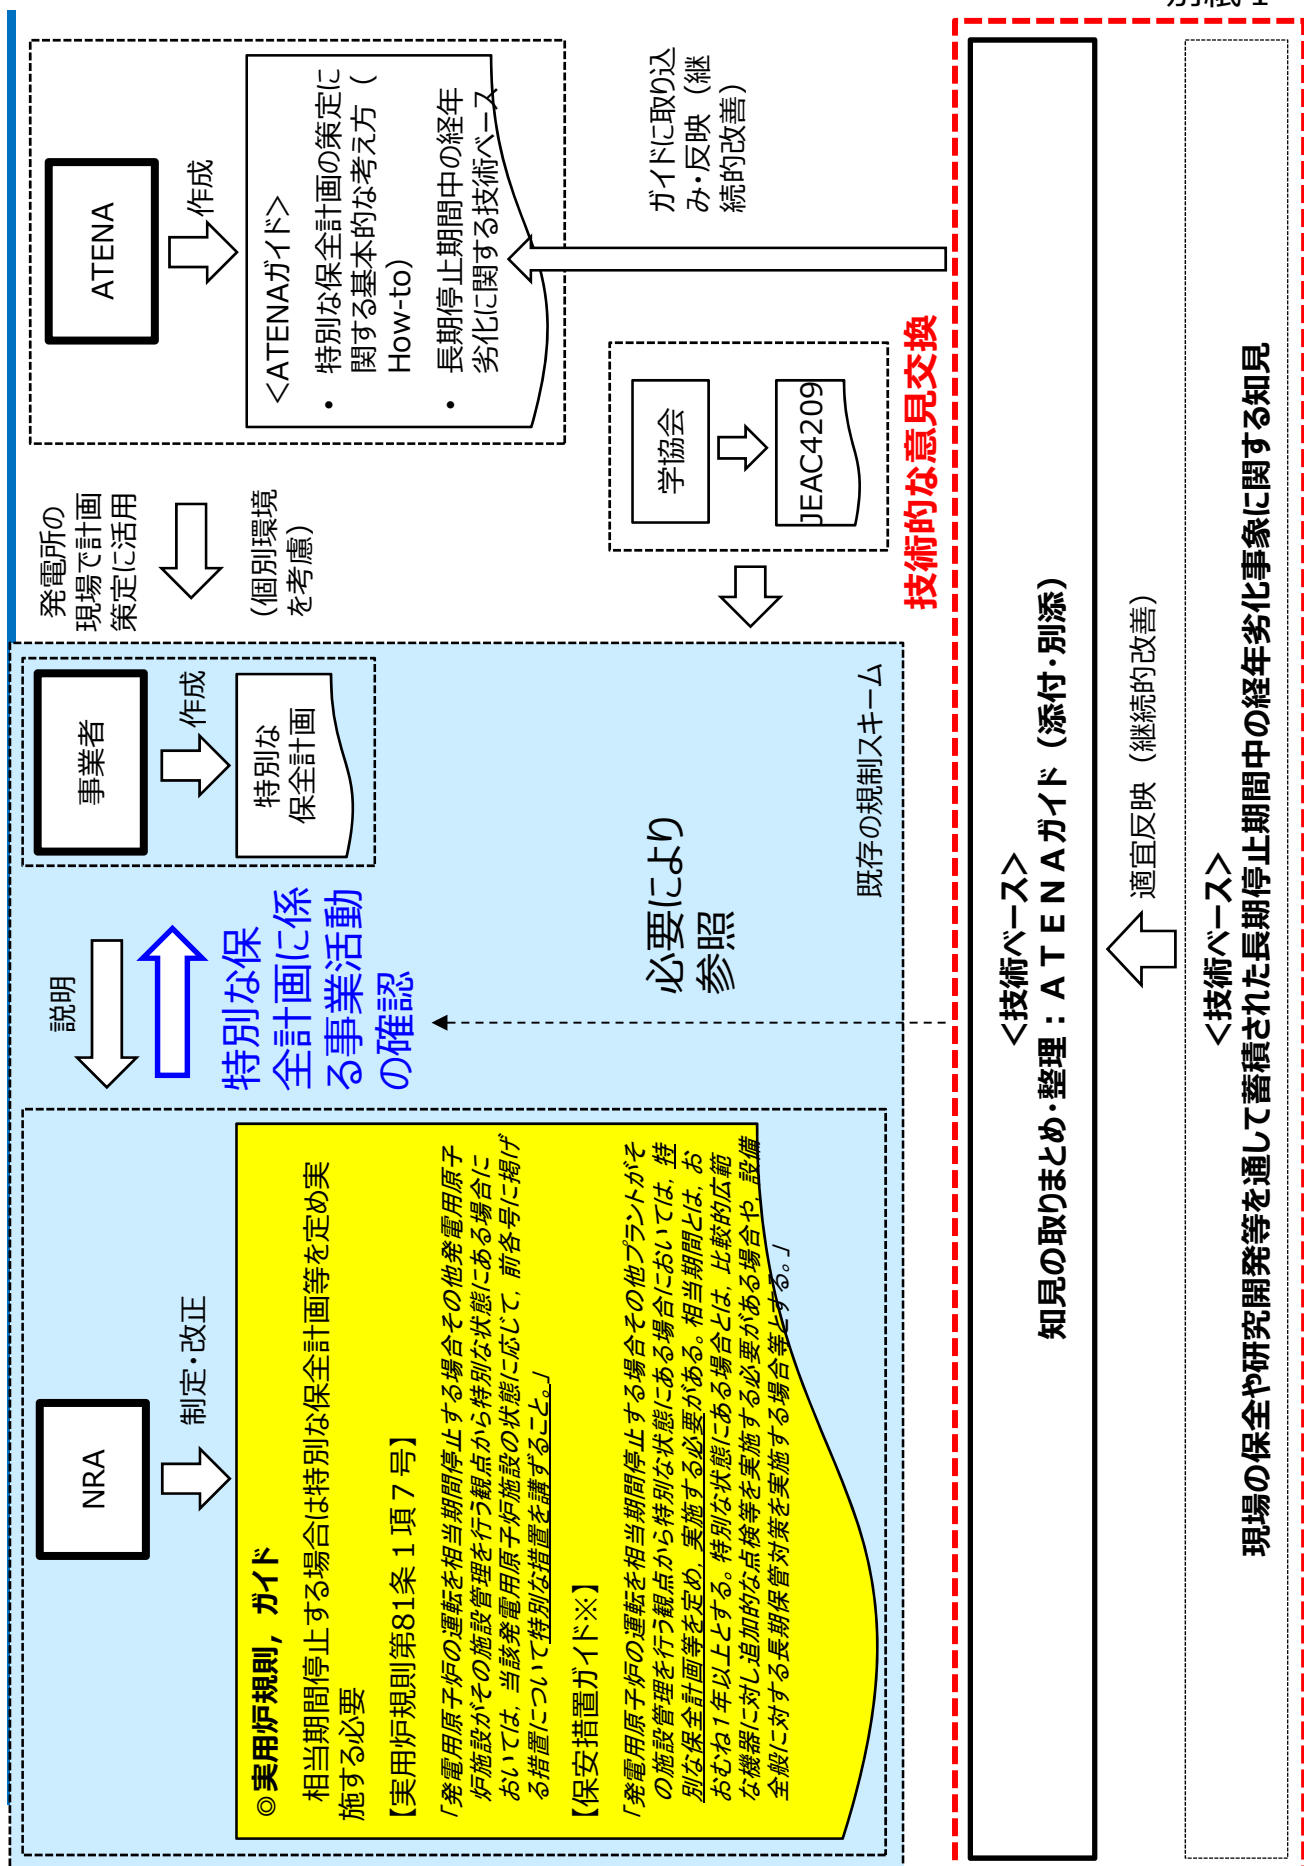 別紙1
NRA
制定・改正
◎実用炉規則，ガイド
相当期間停止する場合は特別な保全計画等を定め実
施する必要
【実用炉規則第81条１項７号】
「発電用原子炉の運転を相当期間停止する場合その他発電用原子
炉施設がその施設管理を行う観点から特別な状態にある場合に
おいては，当該発電用原子炉施設の状態に応じて，前各号に掲げ
る措置について特別な措置を講ずること。」
【保安措置ガイド※】
「発電用原子炉の運転を相当期間停止する場合その他プラントがそ
の施設管理を行う観点から特別な状態にある場合においては，特
別な保全計画等を定め，実施する必要がある。相当期間とは，お
おむね1年以上とする。特別な状態にある場合とは，比較的広範
な機器に対し追加的な点検等を実施する必要がある場合や，設備
全般に対する長期保管対策を実施する場合等とする。」
説明
特別な保
全計画に係
る事業活動
の確認
事業者
作成
特別な
保全計画
必要により
参照
既存の規制スキーム
発電所の
現場で計画
策定に活用
（個別環境
を考慮）
ATENA
作成
＜ATENAガイド＞
• 特別な保全計画の策定に
関する基本的な考え方（
How-to）
• 長期停止期間中の経年
劣化に関する技術ベース
学協会
JEAC4209
ガイドに取り込
み・反映（継
続的改善）
技術的な意見交換
＜技術ベース＞
知見の取りまとめ・整理：ＡＴＥＮＡガイド（添付・別添）
適宜反映（継続的改善）
＜技術ベース＞
現場の保全や研究開発等を通して蓄積された長期停止期間中の経年劣化事象に関する知見